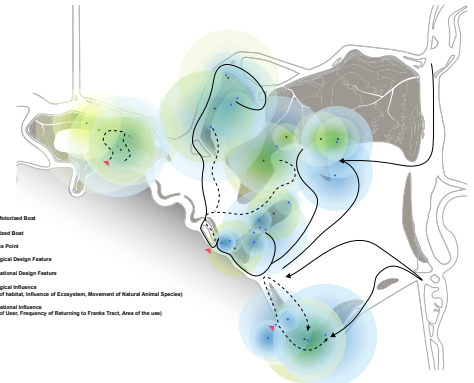 Motorized Boat
ized Boat
s Point
gical Design Feature
ational Design Feature
gical Influence
of habitat, Influence of Ecosystem, Movement of Natural Animal Species)
ational Influence
of User, Frequency of Returning to Franks Tract, Area of the use)